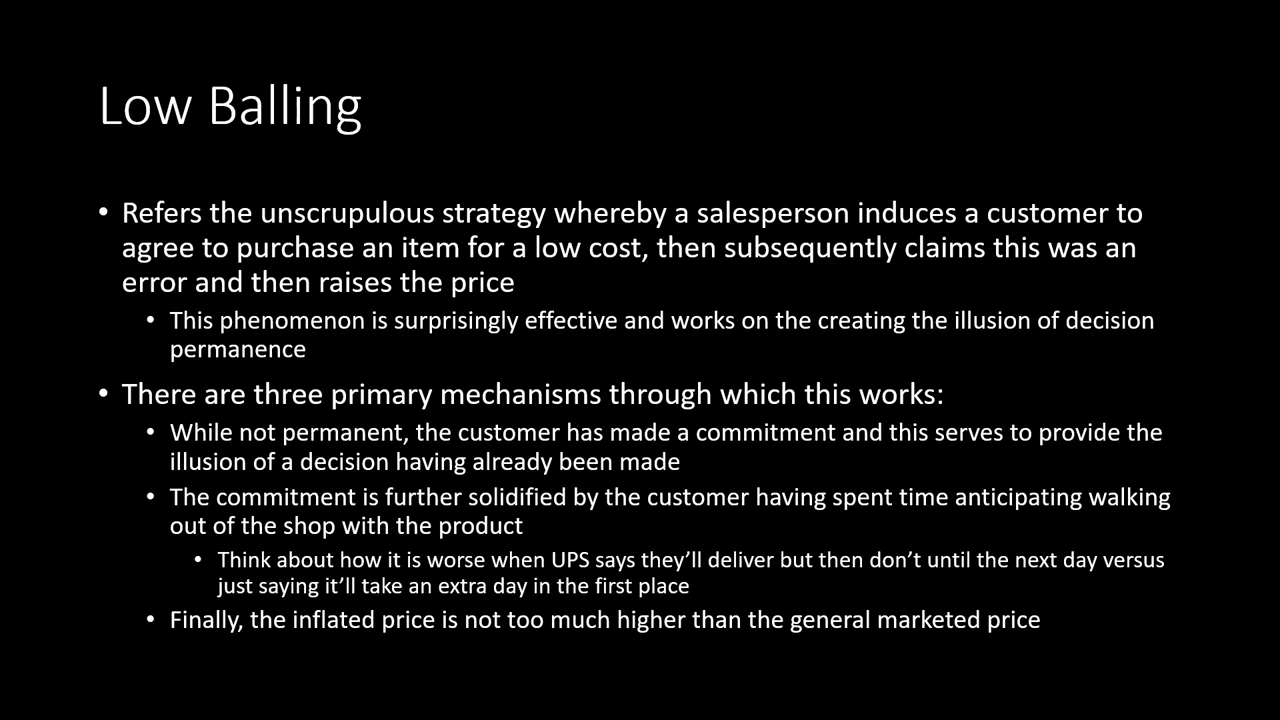 Low Balling
• Refers the unscrupulous strategy whereby a salesperson induces a customer to
agree to purchase an item for a low cost, then subsequently claims this was an
error and then raises the price
• This phenomenon is surprisingly effective and works on the creating the illusion of decision
permanence
• There are three primary mechanisms through which this works:
• While not permanent, the customer has made a commitment and this serves to provide the
illusion of a decision having already been made
• The commitment is further solidified by the customer having spent time anticipating walking
out of the shop with the product
• Think about how it is worse when UPS says they’ll deliver but then don’t until the next day versus
just saying it’ll take an extra day in the first place
• Finally, the inflated price is not too much higher than the general marketed price